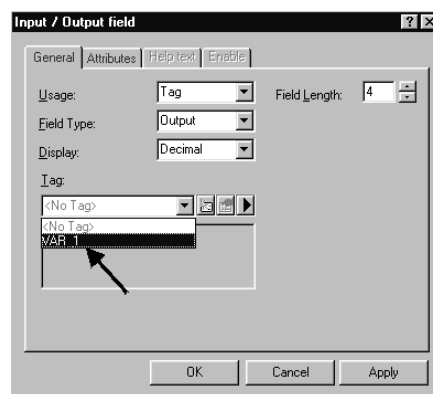 Input / Output field
General Attributes Help text Enable
Usage: Tag Field Length: 4
Field Type: Output
Display: Decimal
Tag:
<No Tag>
<No Tag>
VAR_1
OK Cancel Apply